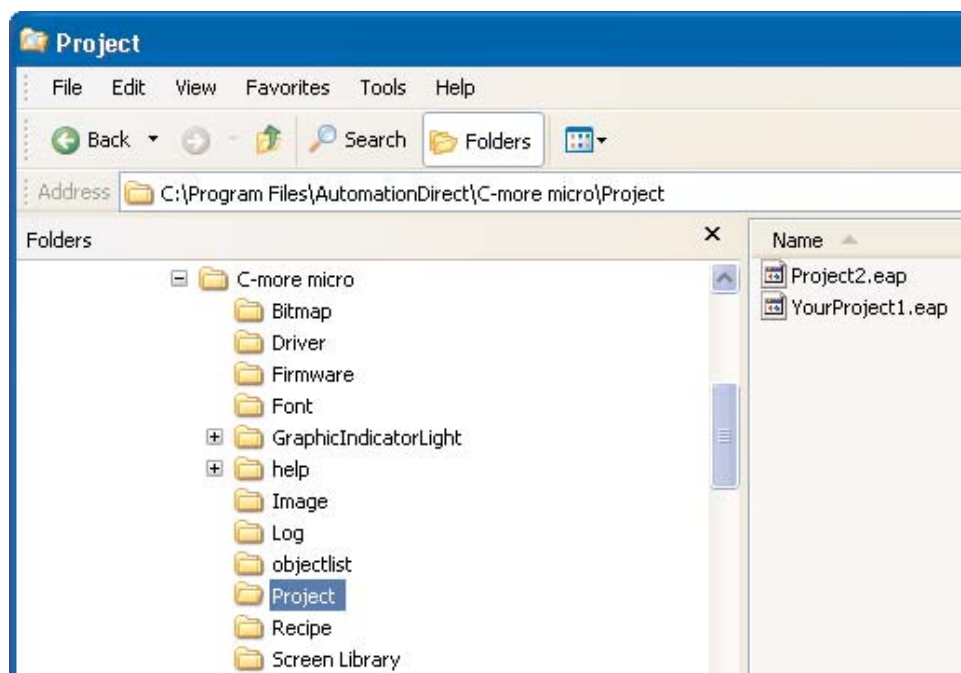 Project
File Edit View Favorites Tools Help
Back Search Folders
Address C:\Program Files\AutomationDirect\C-more micro\Project
Folders
C-more micro
Bitmap
Driver
Firmware
Font
GraphicIndicatorLight
help
Image
Log
objectlist
Project
Recipe
Screen Library
Name
Project2.eap
YourProject1.eap